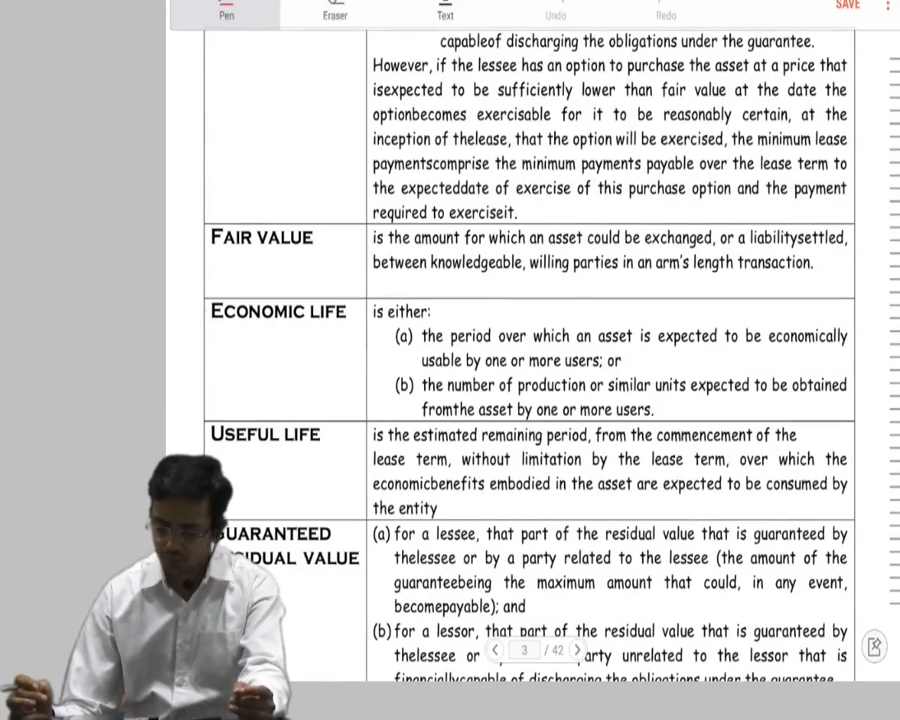 SAVE
Pen
Eraser
Text
Undo
Redo
capableof discharging the obligations under the guarantee.
However, if the lessee has an option to purchase the asset at a price that
isexpected to be sufficiently lower than fair value at the date the
optionbecomes exercisable for it to be reasonably certain, at the
inception of thelease, that the option will be exercised, the minimum lease
paymentscomprise the minimum payments payable over the lease term to
the expecteddate of exercise of this purchase option and the payment
required to exerciseit.
FAIR VALUE
is the amount for which an asset could be exchanged, or a liabilitysettled,
between knowledgeable, willing parties in an arm's length transaction.
ECONOMIC LIFE
is either:
(a) the period over which an asset is expected to be economically
usable by one or more users; or
(b) the number of production or similar units expected to be obtained
fromthe asset by one or more users.
USEFUL LIFE
is the estimated remaining period, from the commencement of the
lease term, without limitation by the lease term, over which the
economicbenefits embodied in the asset are expected to be consumed by
the entity
UARANTEED
DUAL VALUE
(a) for a lessee, that part of the residual value that is guaranteed by
thelessee or by a party related to the lessee (the amount of the
guaranteebeing the maximum amount that could, in any event,
becomepayable); and
(b) for a lessor, that part of the residual value that is guaranteed by
thelessee or arty unrelated to the lessor that is
3 / 42
financiallycapable of discharging the obligations under the guarantee